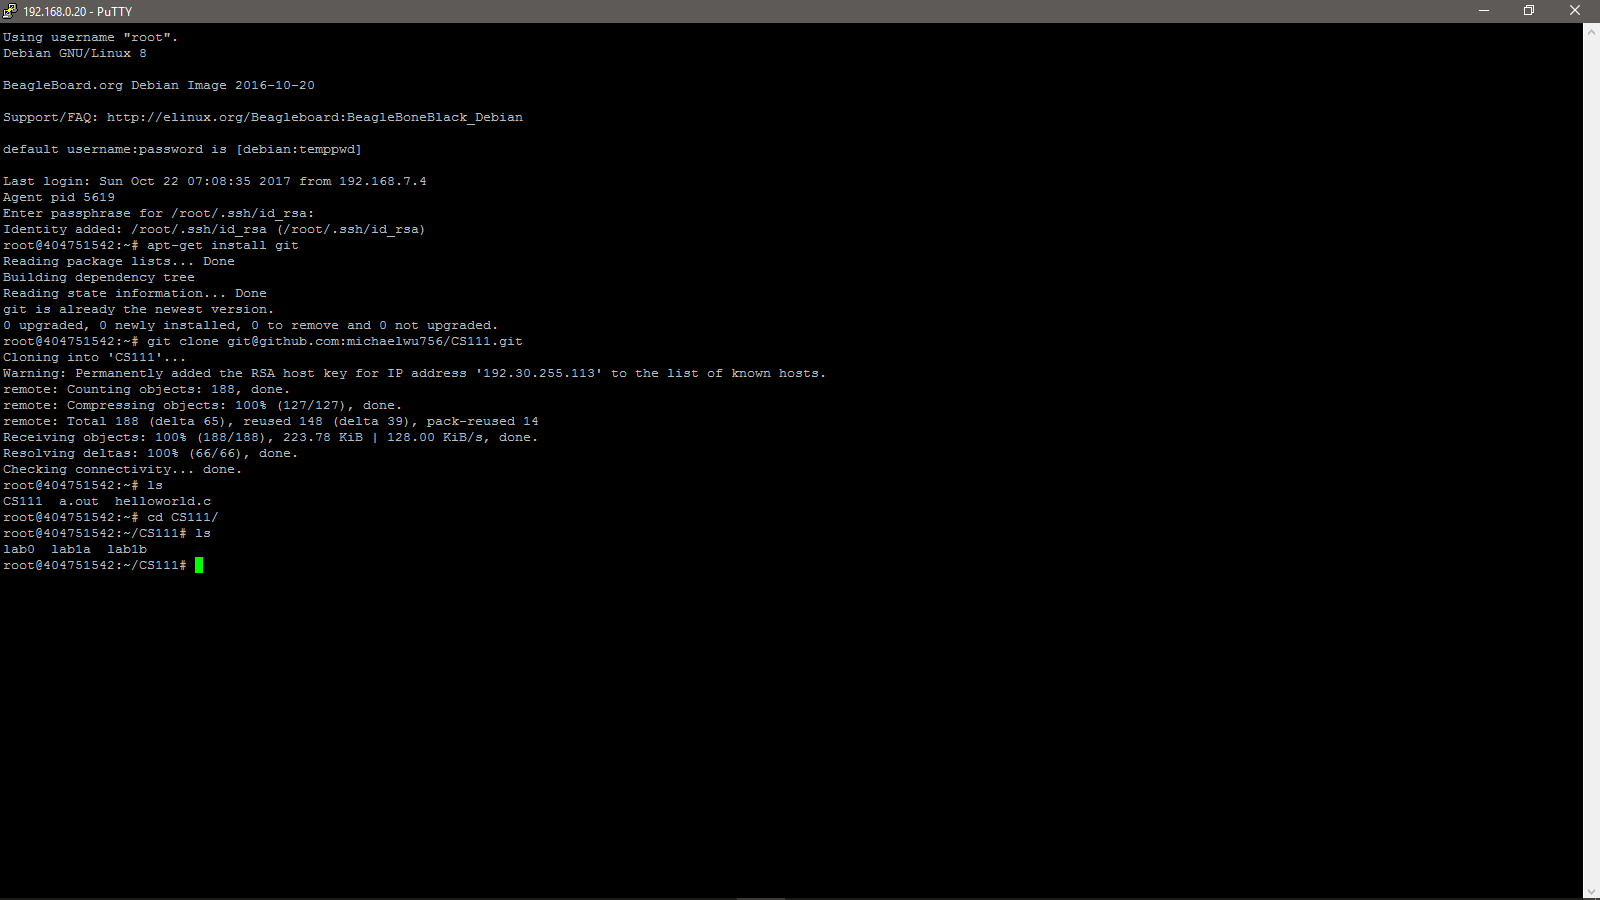 192.168.0.20 - PuTTY
Using username "root".
Debian GNU/Linux 8
BeagleBoard.org Debian Image 2016-10-20
Support/FAQ: http://elinux.org/Beagleboard:BeagleBoneBlack_Debian
default username:password is [debian:temppwd]
Last login: Sun Oct 22 07:08:35 2017 from 192.168.7.4
Agent pid 5619
Enter passphrase for /root/.ssh/id_rsa:
Identity added: /root/.ssh/id_rsa (/root/.ssh/id_rsa)
root@404751542:~# apt-get install git
Reading package lists... Done
Building dependency tree
Reading state information... Done
git is already the newest version.
0 upgraded, 0 newly installed, 0 to remove and 0 not upgraded.
root@404751542:~# git clone git@github.com:michaelwu756/CS111.git
Cloning into 'CS111'...
Warning: Permanently added the RSA host key for IP address '192.30.255.113' to the list of known hosts.
remote: Counting objects: 188, done.
remote: Compressing objects: 100% (127/127), done.
remote: Total 188 (delta 65), reused 148 (delta 39), pack-reused 14
Receiving objects: 100% (188/188), 223.78 KiB | 128.00 KiB/s, done.
Resolving deltas: 100% (66/66), done.
Checking connectivity... done.
root@404751542:~# ls
CS111  a.out  helloworld.c
root@404751542:~# cd CS111/
root@404751542:~/CS111# ls
lab0  lab1a  lab1b
root@404751542:~/CS111#